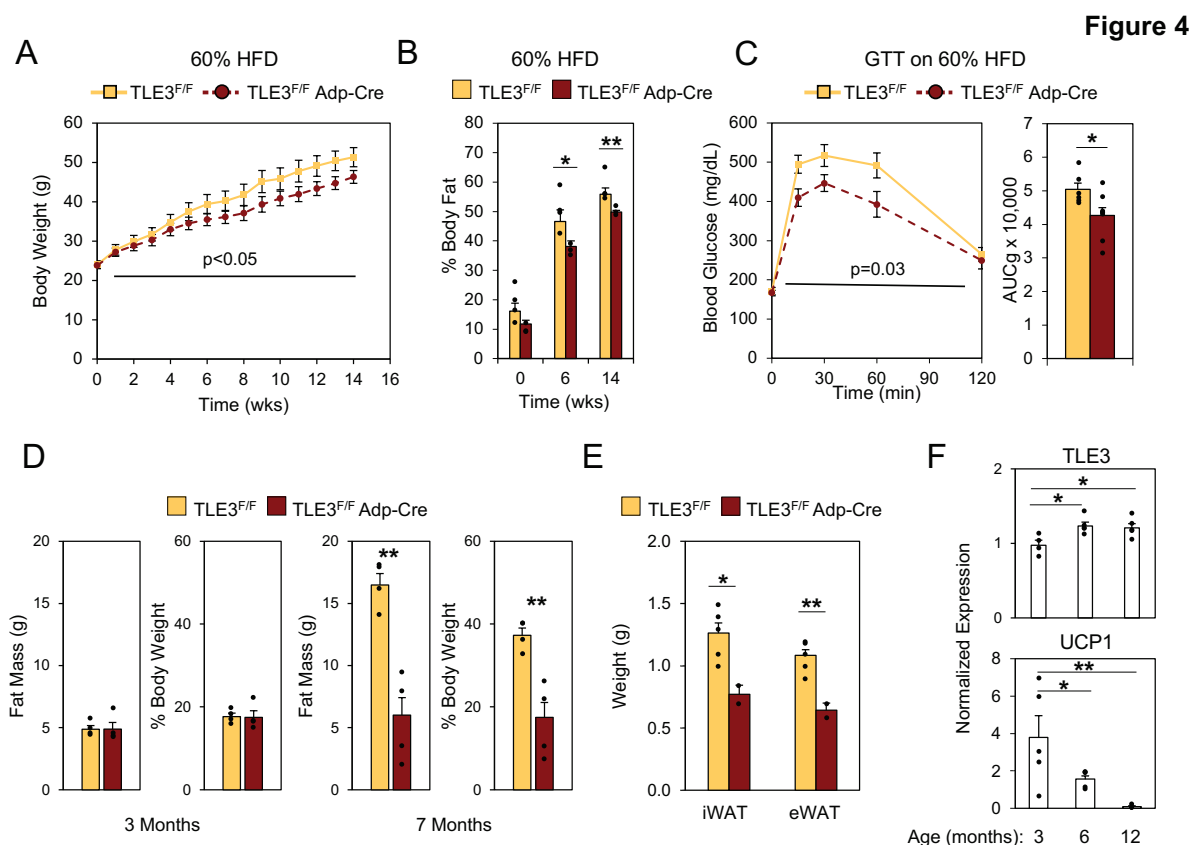 Figure 4
A
60% HFD
TLE3F/F
TLE3F/F Adp-Cre
Body Weight (g)
60
50
40
30
20
10
0
p<0.05
0 2 4 6 8 10 12 14 16
Time (wks)
B
60% HFD
TLE3F/F
TLE3F/F Adp-Cre
% Body Fat
80
70
60
50
40
30
20
10
0
*
**
0 6 14
Time (wks)
C
GTT on 60% HFD
TLE3F/F
TLE3F/F Adp-Cre
Blood Glucose (mg/dL)
600
500
400
300
200
100
0
p=0.03
0 30 60 90 120
Time (min)
AUCg x 10,000
7
6
5
4
3
2
1
0
*
D
TLE3F/F
TLE3F/F Adp-Cre
Fat Mass (g)
20
15
10
5
0
% Body Weight
60
40
20
0
3 Months
Fat Mass (g)
20
15
10
5
0
**
% Body Weight
60
40
20
0
**
7 Months
E
TLE3F/F
TLE3F/F Adp-Cre
Weight (g)
2.0
1.5
1.0
0.5
0.0
*
**
iWAT eWAT
F
Normalized Expression
TLE3
2
1
0
*
*
UCP1
8
6
4
2
0
**
*
Age (months): 3 6 12